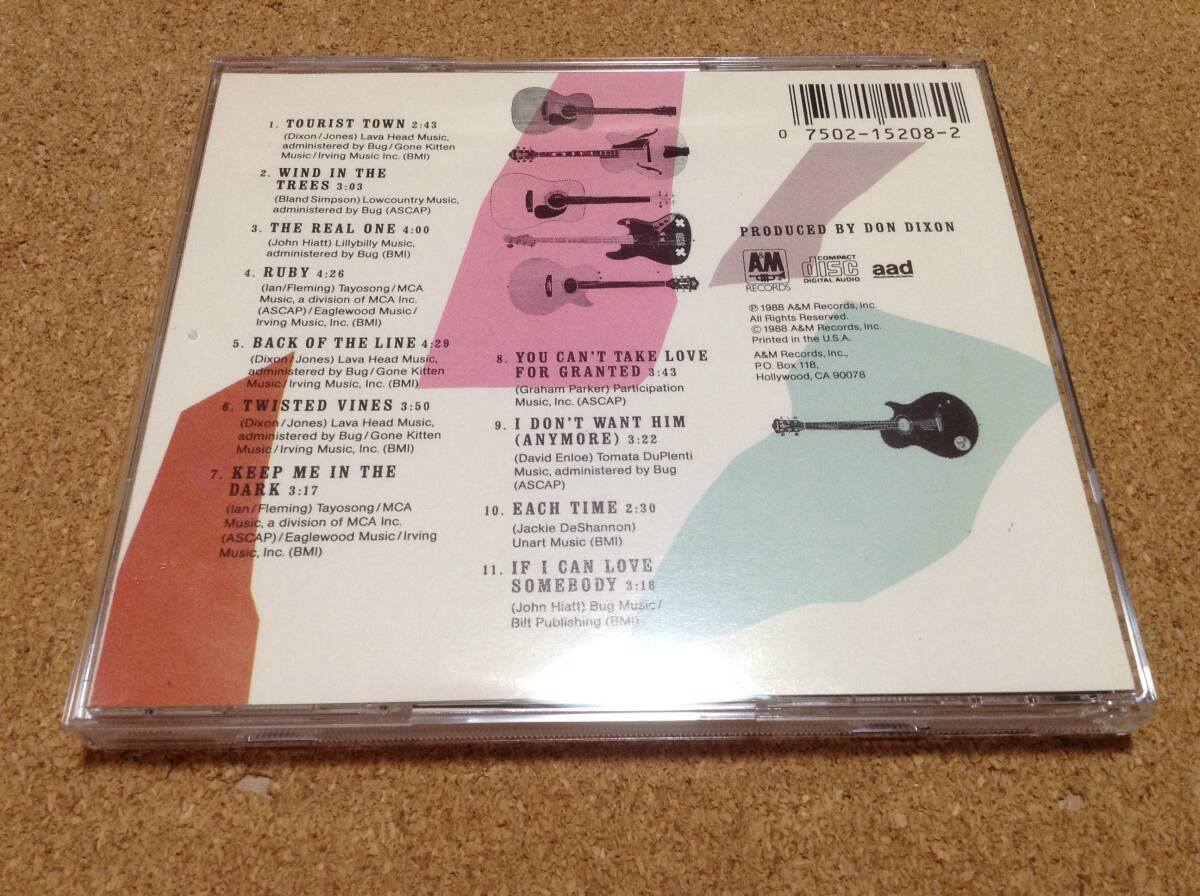 1. TOURIST TOWN 2:43
(Dixon/Jones) Lava Head Music,
administered by Bug/Gone Kitten
Music/Irving Music Inc. (BMI)
2. WIND IN THE
TREES 3:03
(Bland Simpson) Lowcountry Music,
administered by Bug (ASCAP)
3. THE REAL ONE 4:00
(John Hiatt) Lillybilly Music,
administered by Bug (BMI)
4. RUBY 4:26
(Ian/Fleming) Tayosong/MCA
Music, a division of MCA Inc.
(ASCAP)/Eaglewood Music/
Irving Music, Inc. (BMI)
5. BACK OF THE LINE 4:29
(Dixon/Jones) Lava Head Music,
administered by Bug/Gone Kitten
Music/Irving Music, Inc. (BMI)
6. TWISTED VINES 3:50
(Dixon/Jones) Lava Head Music,
administered by Bug/Gone Kitten
Music/Irving Music, Inc. (BMI)
7. KEEP ME IN THE
DARK 3:17
(Ian/Fleming) Tayosong/MCA
Music, a division of MCA Inc.
(ASCAP)/Eaglewood Music/Irving
Music, Inc. (BMI)
8. YOU CAN'T TAKE LOVE
FOR GRANTED 3:43
(Graham Parker) Participation
Music, Inc. (ASCAP)
9. I DON'T WANT HIM
(ANYMORE) 3:22
(David Enloe) Tomata DuPlenti
Music, administered by Bug
(ASCAP)
10. EACH TIME 2:30
(Jackie DeShannon)
Unart Music (BMI)
11. IF I CAN LOVE
SOMEBODY 3:18
(John Hiatt) Bug Music/
Bilt Publishing (BMI)
0 7502-15208-2
PRODUCED BY DON DIXON
A&M
RECORDS
COMPACT
disc
DIGITAL AUDIO
aad
℗ 1988 A&M Records, Inc.
All Rights Reserved.
© 1988 A&M Records, Inc.
Printed in the U.S.A.
A&M Records, Inc.,
P.O. Box 118,
Hollywood, CA 90078